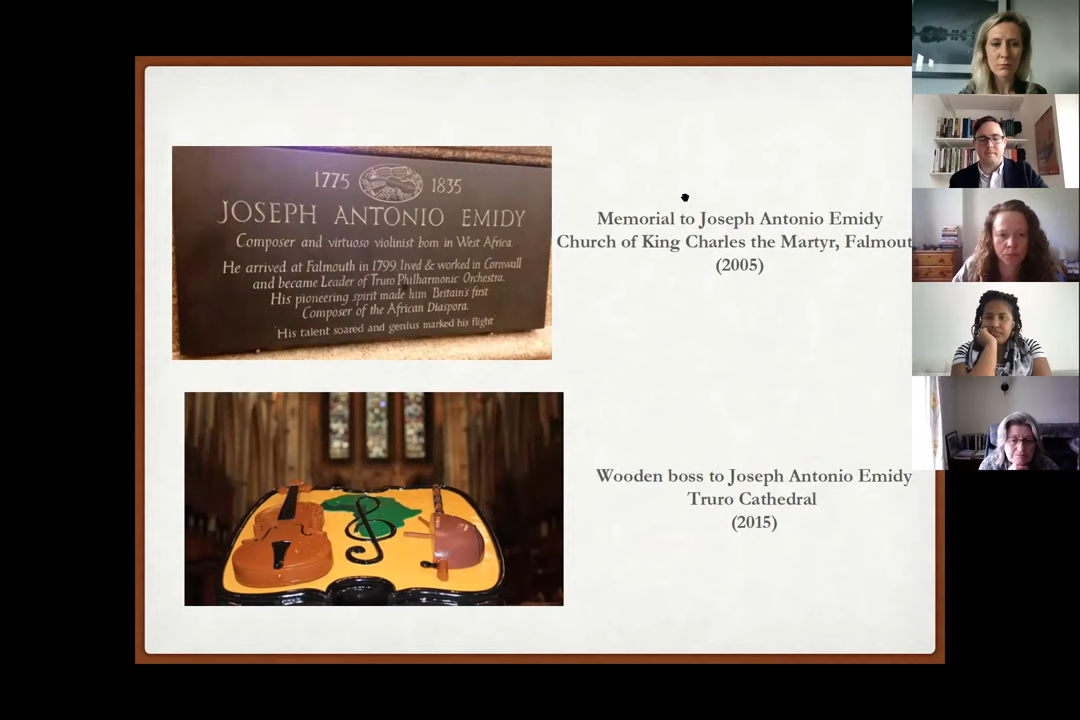 1775 1835
JOSEPH ANTONIO EMIDY
Composer and virtuoso violinist born in West Africa.
He arrived at Falmouth in 1799, lived & worked in Cornwall
and became Leader of Truro Philharmonic Orchestra.
His pioneering spirit made him Britain's first
Composer of the African Diaspora.
'His talent soared and genius marked his flight'
Memorial to Joseph Antonio Emidy
Church of King Charles the Martyr, Falmout
(2005)
Wooden boss to Joseph Antonio Emidy
Truro Cathedral
(2015)